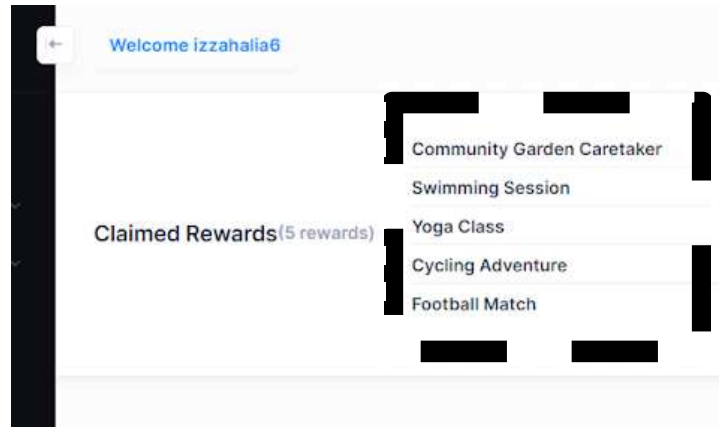 Welcome izzahalia6
Claimed Rewards(5 rewards)
Community Garden Caretaker
Swimming Session
Yoga Class
Cycling Adventure
Football Match